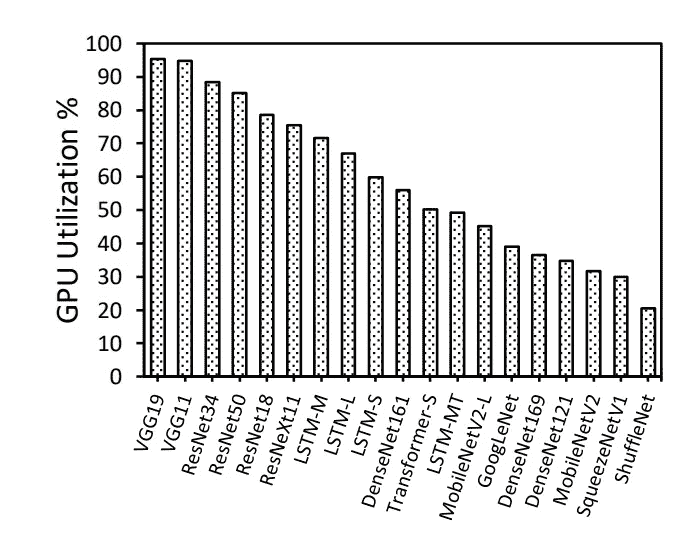 GPU Utilization %
100
90
80
70
60
50
40
30
20
10
0
VGG19
VGG11
ResNet34
ResNet50
ResNet18
ResNeXt11
LSTM-M
LSTM-L
LSTM-S
DenseNet161
Transformer-S
LSTM-MT
MobileNetV2-L
GoogLeNet
DenseNet169
DenseNet121
MobileNetV2
SqueezeNetV1
ShuffleNet